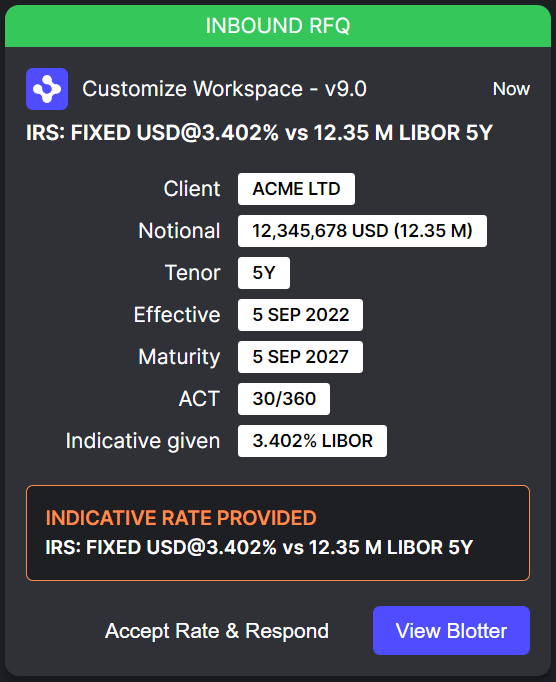 INBOUND RFQ
Customize Workspace - v9.0 Now
IRS: FIXED USD@3.402% vs 12.35 M LIBOR 5Y
Client ACME LTD
Notional 12,345,678 USD (12.35 M)
Tenor 5Y
Effective 5 SEP 2022
Maturity 5 SEP 2027
ACT 30/360
Indicative given 3.402% LIBOR
INDICATIVE RATE PROVIDED
IRS: FIXED USD@3.402% vs 12.35 M LIBOR 5Y
Accept Rate & Respond View Blotter